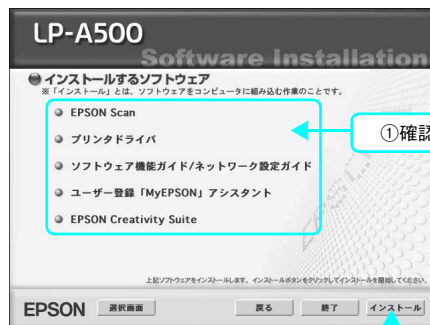 LP-A500
Software Installation
インストールするソフトウェア
※「インストール」とは、ソフトウェアをコンピュータに組み込む作業のことです。
EPSON Scan
①確認
プリンタドライバ
ソフトウェア機能ガイド/ネットワーク設定ガイド
ユーザー登録「MyEPSON」アシスタント
EPSON Creativity Suite
上記ソフトウェアをインストールします。インストールボタンをクリックしてインストールを開始してください。
EPSON
選択画面
戻る
終了
インストール